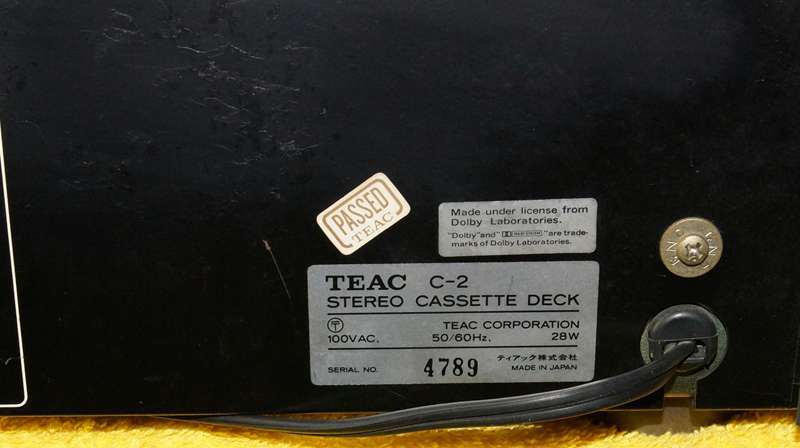 PASSED
TEAC
Made under license from
Dolby Laboratories.
"Dolby" and "
" are trade-
marks of Dolby Laboratories.
GND
TEAC C-2
STEREO CASSETTE DECK
TEAC CORPORATION
100VAC, 50/60Hz, 28W
ティアック株式会社
SERIAL NO. 4789 MADE IN JAPAN